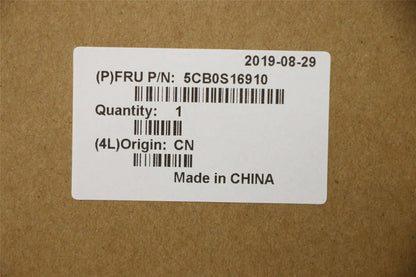 2019-08-29
(P)FRU P/N: 5CB0S16910
Quantity: 1
(4L)Origin: CN
Made in CHINA